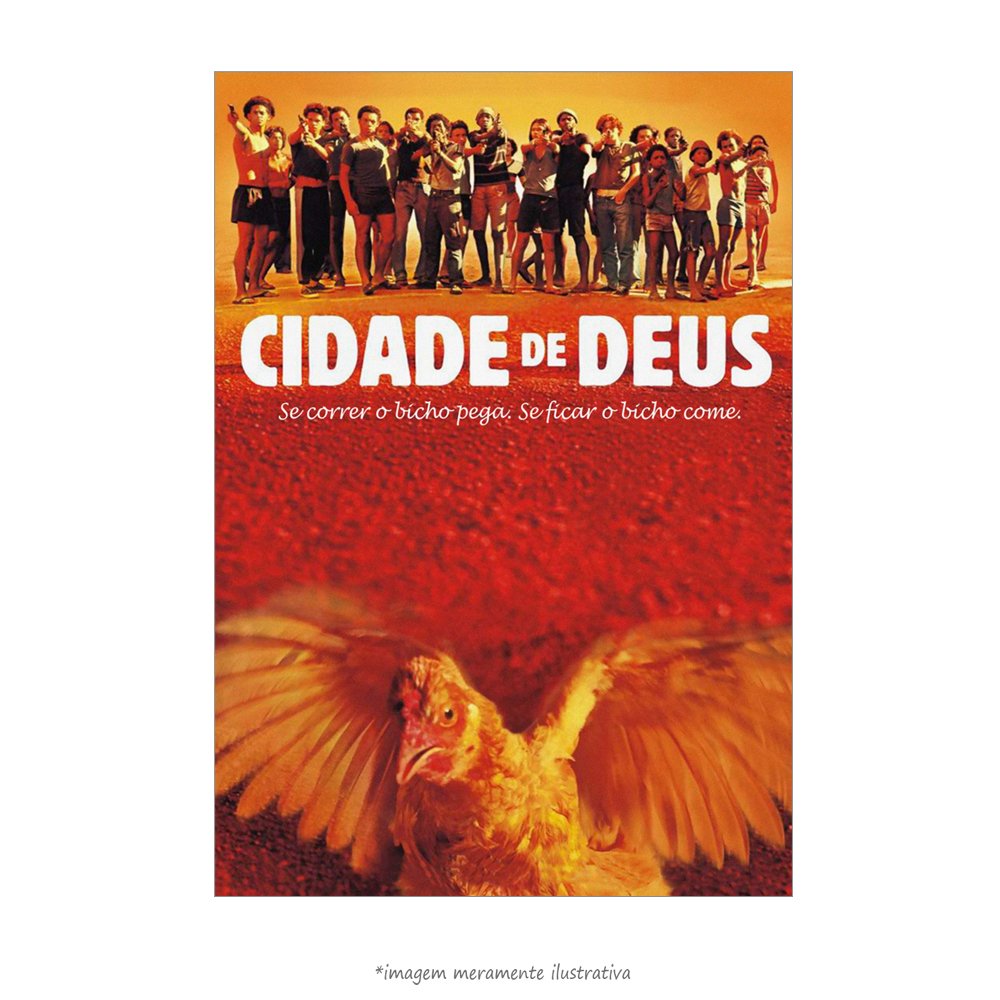 CIDADE DE DEUS
Se correr o bicho pega. Se ficar o bicho come.
*imagem meramente ilustrativa